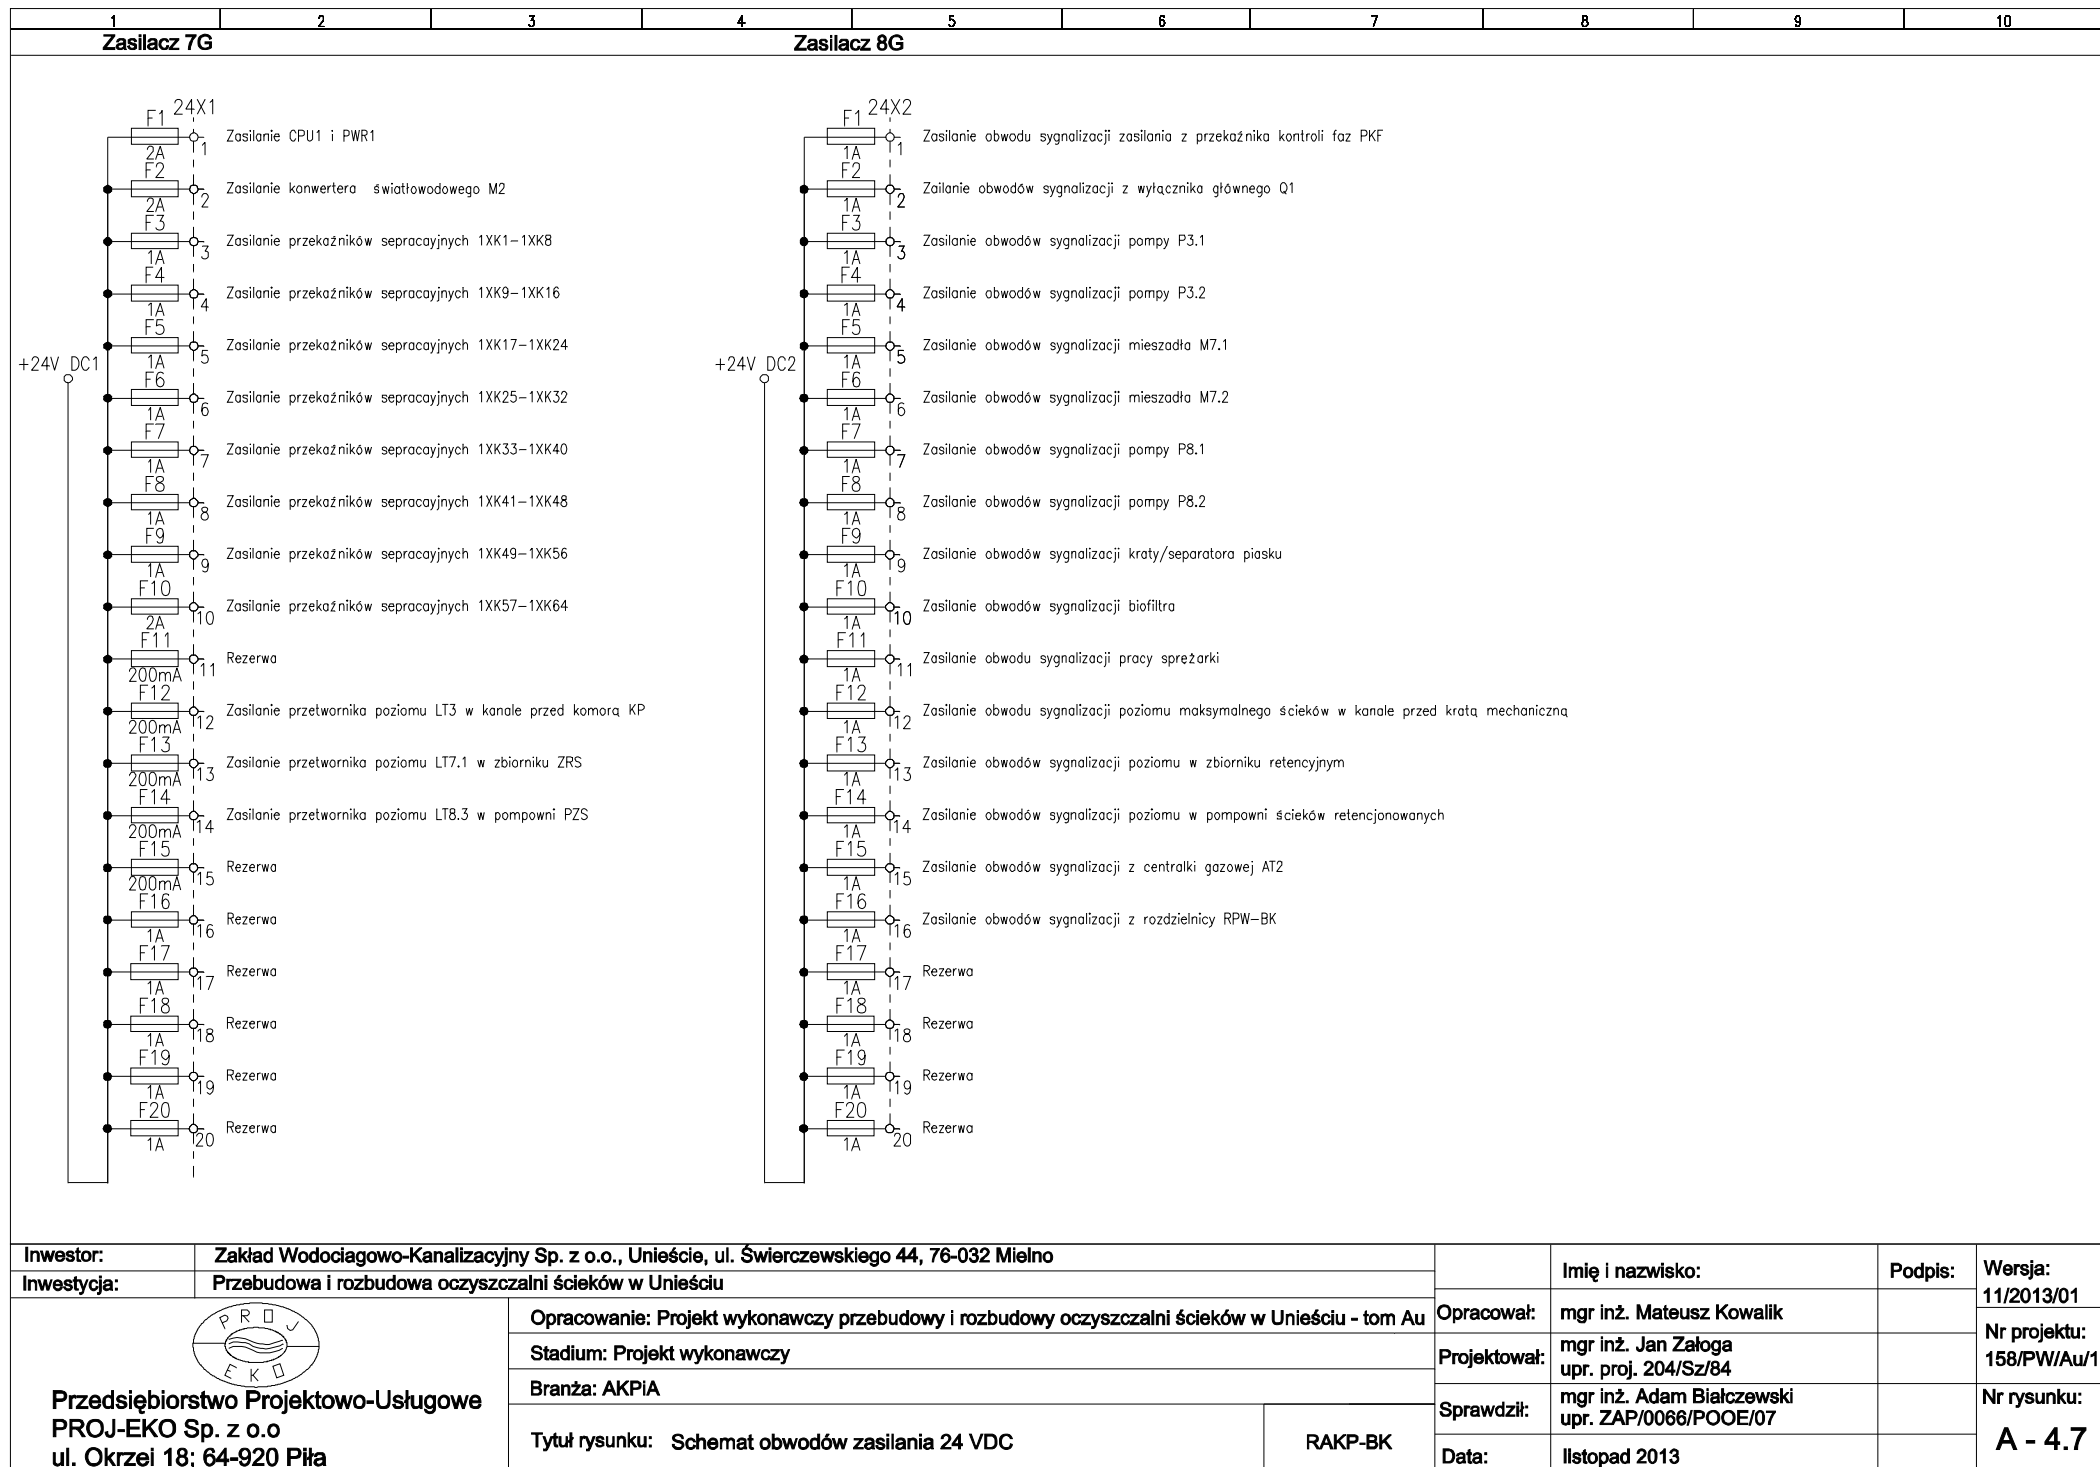 1 2 3 4 5 6 7 8 9 10
Zasilacz 7G
24X1
+24V DC1
F1 2A 1 Zasilanie CPU1 i PWR1
F2 2A 2 Zasilanie konwertera światłowodowego M2
F3 1A 3 Zasilanie przekaźników sepracayjnych 1XK1-1XK8
F4 1A 4 Zasilanie przekaźników sepracayjnych 1XK9-1XK16
F5 1A 5 Zasilanie przekaźników sepracayjnych 1XK17-1XK24
F6 1A 6 Zasilanie przekaźników sepracayjnych 1XK25-1XK32
F7 1A 7 Zasilanie przekaźników sepracayjnych 1XK33-1XK40
F8 1A 8 Zasilanie przekaźników sepracayjnych 1XK41-1XK48
F9 1A 9 Zasilanie przekaźników sepracayjnych 1XK49-1XK56
F10 2A 10 Zasilanie przekaźników sepracayjnych 1XK57-1XK64
F11 200mA 11 Rezerwa
F12 200mA 12 Zasilanie przetwornika poziomu LT3 w kanale przed komorą KP
F13 200mA 13 Zasilanie przetwornika poziomu LT7.1 w zbiorniku ZRS
F14 200mA 14 Zasilanie przetwornika poziomu LT8.3 w pompowni PZS
F15 200mA 15 Rezerwa
F16 1A 16 Rezerwa
F17 1A 17 Rezerwa
F18 1A 18 Rezerwa
F19 1A 19 Rezerwa
F20 1A 20 Rezerwa
Zasilacz 8G
24X2
+24V DC2
F1 1A 1 Zasilanie obwodu sygnalizacji zasilania z przekaźnika kontroli faz PKF
F2 1A 2 Zailanie obwodów sygnalizacji z wyłącznika głównego Q1
F3 1A 3 Zasilanie obwodów sygnalizacji pompy P3.1
F4 1A 4 Zasilanie obwodów sygnalizacji pompy P3.2
F5 1A 5 Zasilanie obwodów sygnalizacji mieszadła M7.1
F6 1A 6 Zasilanie obwodów sygnalizacji mieszadła M7.2
F7 1A 7 Zasilanie obwodów sygnalizacji pompy P8.1
F8 1A 8 Zasilanie obwodów sygnalizacji pompy P8.2
F9 1A 9 Zasilanie obwodów sygnalizacji kraty/separatora piasku
F10 1A 10 Zasilanie obwodów sygnalizacji biofiltra
F11 1A 11 Zasilanie obwodu sygnalizacji pracy sprężarki
F12 1A 12 Zasilanie obwodu sygnalizacji poziomu maksymalnego ścieków w kanale przed kratą mechaniczną
F13 1A 13 Zasilanie obwodów sygnalizacji poziomu w zbiorniku retencyjnym
F14 1A 14 Zasilanie obwodów sygnalizacji poziomu w pompowni ścieków retencjonowanych
F15 1A 15 Zasilanie obwodów sygnalizacji z centralki gazowej AT2
F16 1A 16 Zasilanie obwodów sygnalizacji z rozdzielnicy RPW-BK
F17 1A 17 Rezerwa
F18 1A 18 Rezerwa
F19 1A 19 Rezerwa
F20 1A 20 Rezerwa
Inwestor: Zakład Wodociagowo-Kanalizacyjny Sp. z o.o., Unieście, ul. Świerczewskiego 44, 76-032 Mielno
Inwestycja: Przebudowa i rozbudowa oczyszczalni ścieków w Unieściu
PROJ
EKO
Przedsiębiorstwo Projektowo-Usługowe
PROJ-EKO Sp. z o.o
ul. Okrzei 18; 64-920 Piła
Opracowanie: Projekt wykonawczy przebudowy i rozbudowy oczyszczalni ścieków w Unieściu - tom Au
Stadium: Projekt wykonawczy
Branża: AKPiA
Tytuł rysunku: Schemat obwodów zasilania 24 VDC
RAKP-BK
Imię i nazwisko: Podpis:
Opracował: mgr inż. Mateusz Kowalik
Projektował: mgr inż. Jan Załoga
upr. proj. 204/Sz/84
Sprawdził: mgr inż. Adam Białczewski
upr. ZAP/0066/POOE/07
Data: listopad 2013
Wersja:
11/2013/01
Nr projektu:
158/PW/Au/1
Nr rysunku:
A - 4.7